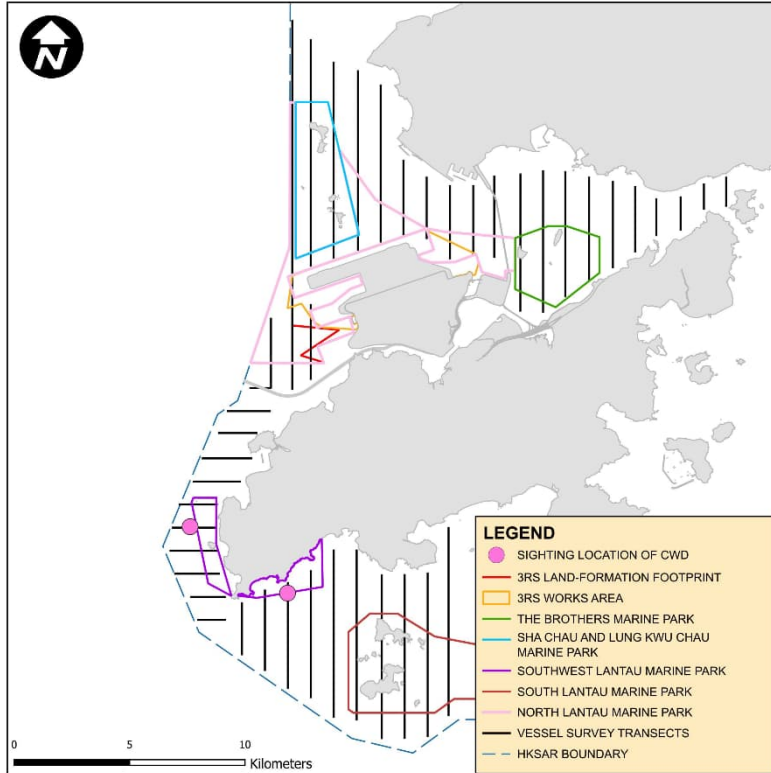 N
LEGEND
SIGHTING LOCATION OF CWD
3RS LAND-FORMATION FOOTPRINT
3RS WORKS AREA
THE BROTHERS MARINE PARK
SHA CHAU AND LUNG KWU CHAU
MARINE PARK
SOUTHWEST LANTAU MARINE PARK
SOUTH LANTAU MARINE PARK
NORTH LANTAU MARINE PARK
VESSEL SURVEY TRANSECTS
HKSAR BOUNDARY
0 5 10
Kilometers